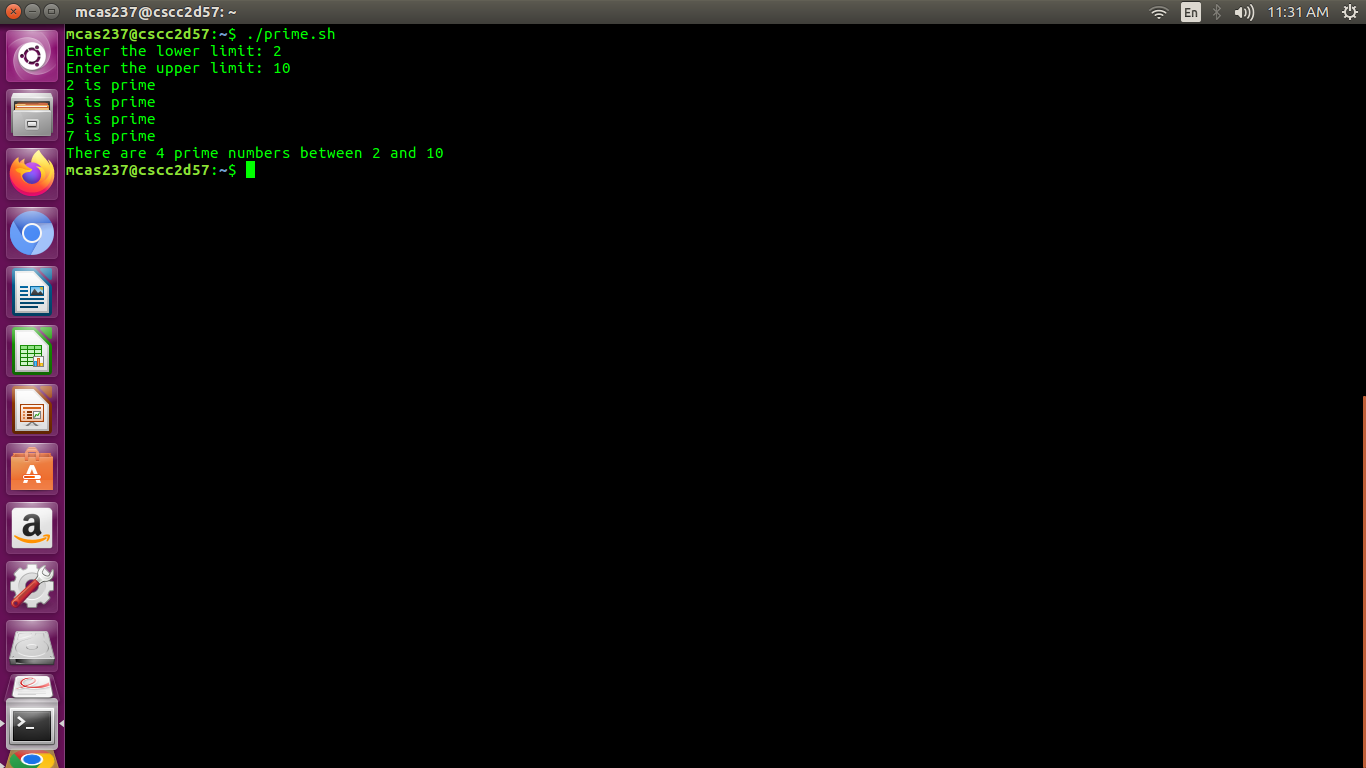 mcas237@cscc2d57: ~
En
11:31 AM
mcas237@cscc2d57:~$ ./prime.sh
Enter the lower limit: 2
Enter the upper limit: 10
2 is prime
3 is prime
5 is prime
7 is prime
There are 4 prime numbers between 2 and 10
mcas237@cscc2d57:~$